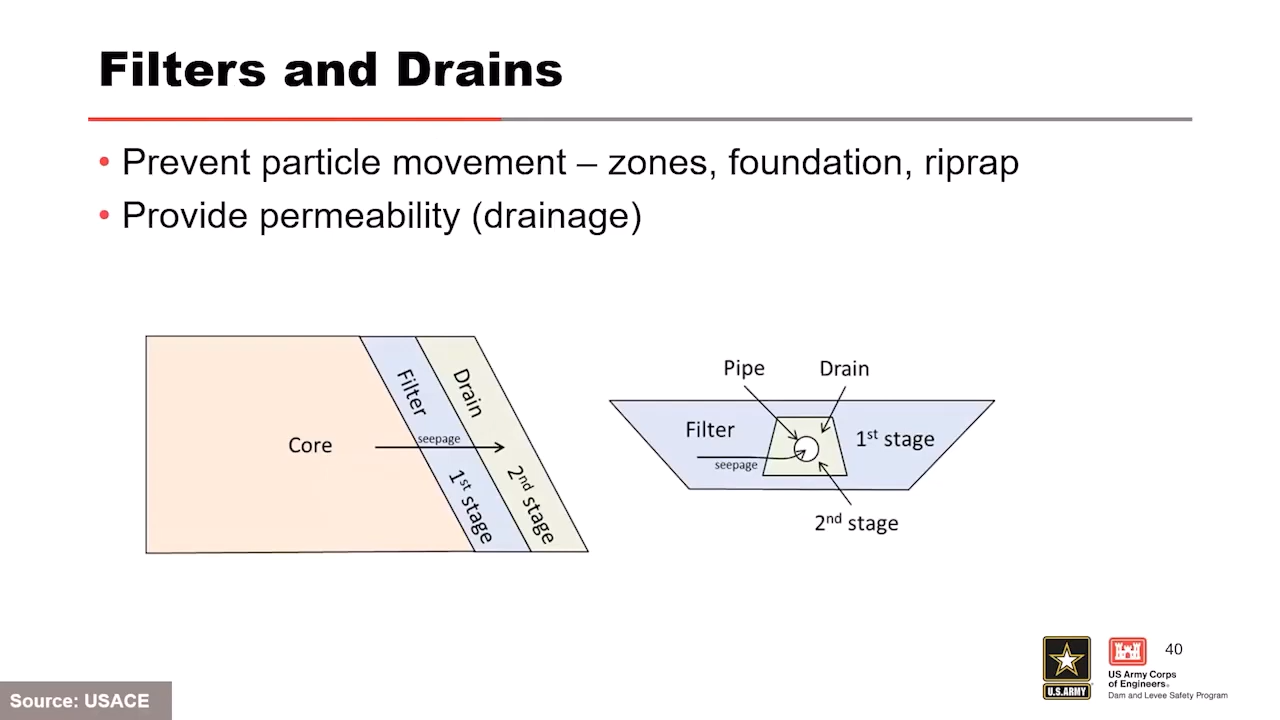 Filters and Drains
• Prevent particle movement – zones, foundation, riprap
• Provide permeability (drainage)
Core
Filter
Drain
seepage
1st stage
2nd stage
Pipe
Drain
Filter
1st stage
seepage
2nd stage
U.S.ARMY
US Army Corps
of Engineers®
Dam and Levee Safety Program
40
Source: USACE